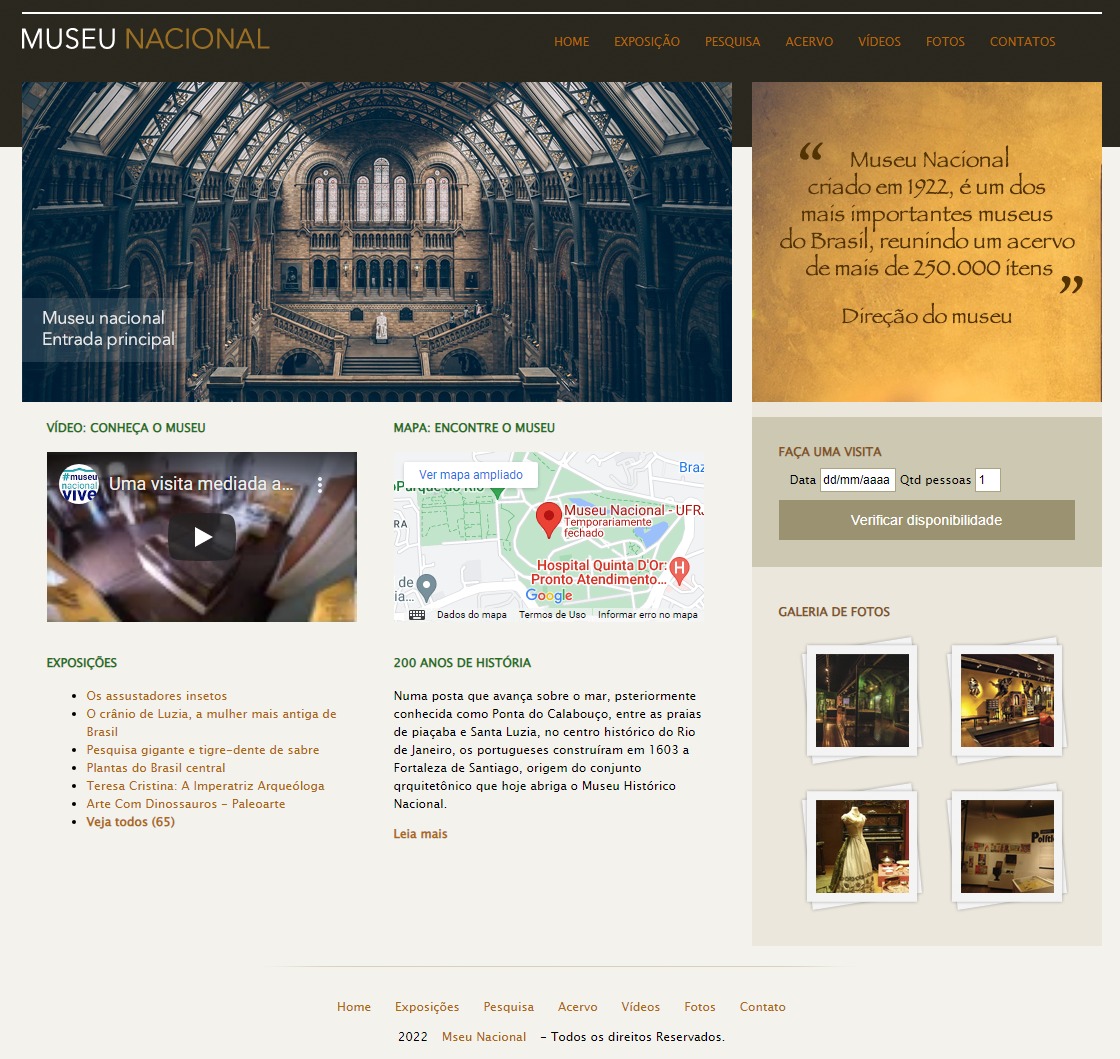 MUSEU NACIONAL
HOME EXPOSIÇÃO PESQUISA ACERVO VÍDEOS FOTOS CONTATOS
Museu nacional
Entrada principal
“ Museu Nacional
criado em 1922, é um dos
mais importantes museus
do Brasil, reunindo um acervo
de mais de 250.000 itens ”
Direção do museu
VÍDEO: CONHEÇA O MUSEU
#museu
nacional
vive
Uma visita mediada a...
MAPA: ENCONTRE O MUSEU
Ver mapa ampliado
Braz
Parque do Rio
RA
Museu Nacional - UFRJ
Temporariamente
fechado
Hospital Quinta D'Or:
Pronto Atendimento...
de
ia...
Google
Dados do mapa Termos de Uso Informar erro no mapa
FAÇA UMA VISITA
Data dd/mm/aaaa Qtd pessoas 1
Verificar disponibilidade
EXPOSIÇÕES
Os assustadores insetos
O crânio de Luzia, a mulher mais antiga de
Brasil
Pesquisa gigante e tigre-dente de sabre
Plantas do Brasil central
Teresa Cristina: A Imperatriz Arqueóloga
Arte Com Dinossauros - Paleoarte
Veja todos (65)
200 ANOS DE HISTÓRIA
Numa posta que avança sobre o mar, psteriormente
conhecida como Ponta do Calabouço, entre as praias
de piaçaba e Santa Luzia, no centro histórico do Rio
de Janeiro, os portugueses construíram em 1603 a
Fortaleza de Santiago, origem do conjunto
qrquitetônico que hoje abriga o Museu Histórico
Nacional.
Leia mais
GALERIA DE FOTOS
Políti
Home Exposições Pesquisa Acervo Vídeos Fotos Contato
2022 Mseu Nacional - Todos os direitos Reservados.